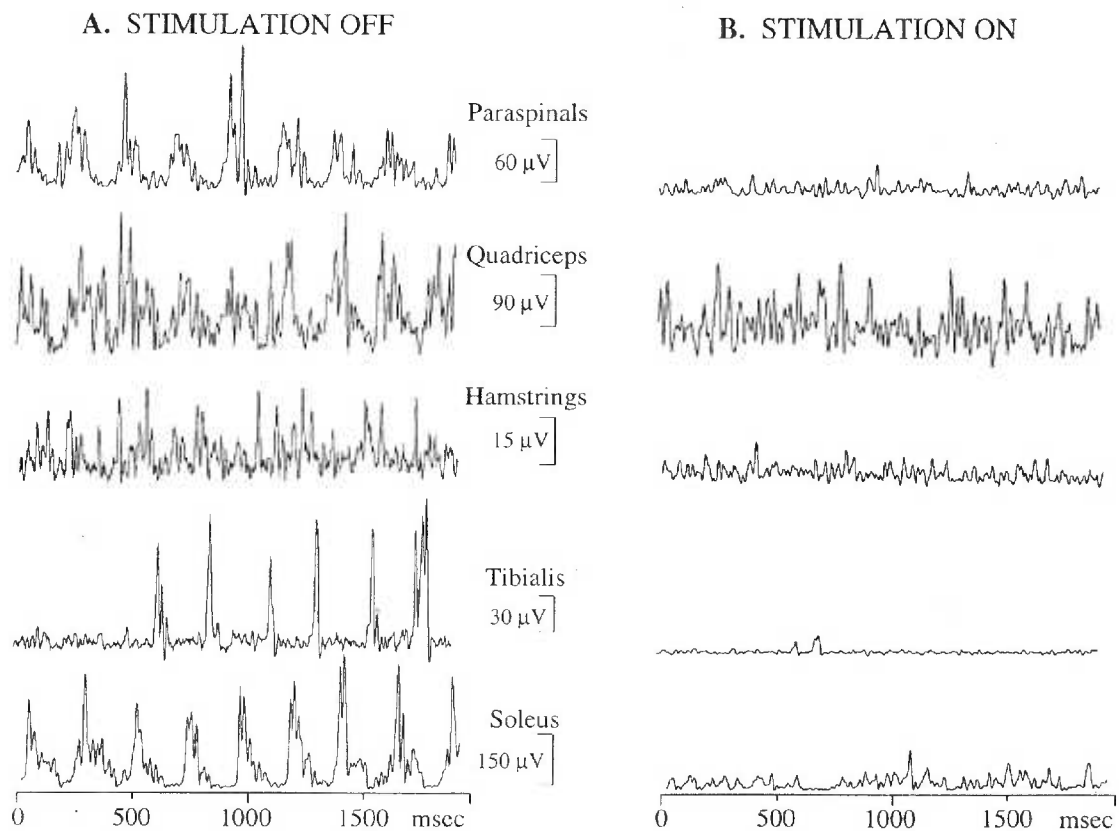 A. STIMULATION OFF
B. STIMULATION ON
Paraspinals
60 µV
Quadriceps
90 µV
Hamstrings
15 µV
Tibialis
30 µV
Soleus
150 µV
0 500 1000 1500 msec
0 500 1000 1500 msec